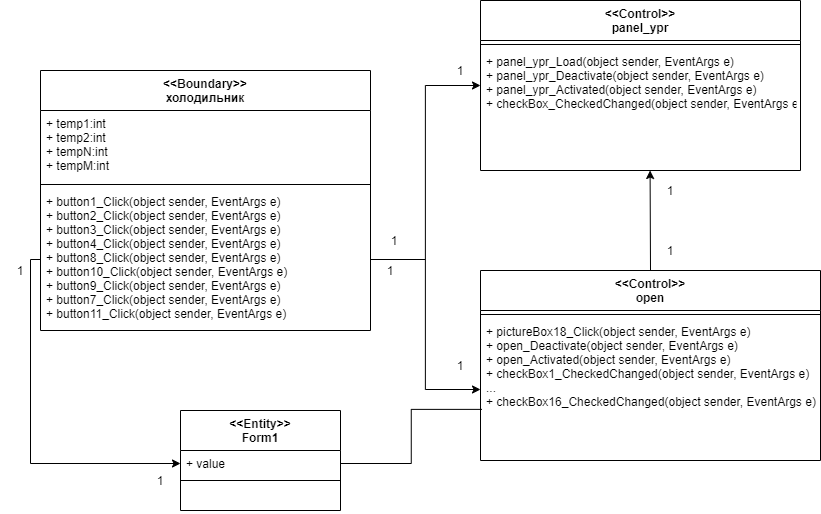 <<Control>>
panel_ypr
+ panel_ypr_Load(object sender, EventArgs e)
+ panel_ypr_Deactivate(object sender, EventArgs e)
+ panel_ypr_Activated(object sender, EventArgs e)
+ checkBox_CheckedChanged(object sender, EventArgs e
1
<<Boundary>>
холодильник
+ temp1:int
+ temp2:int
+ tempN:int
+ tempM:int
+ button1_Click(object sender, EventArgs e)
+ button2_Click(object sender, EventArgs e)
+ button3_Click(object sender, EventArgs e)
+ button4_Click(object sender, EventArgs e)
+ button8_Click(object sender, EventArgs e)
+ button10_Click(object sender, EventArgs e)
+ button9_Click(object sender, EventArgs e)
+ button7_Click(object sender, EventArgs e)
+ button11_Click(object sender, EventArgs e)
1
1
1
1
1
<<Control>>
open
+ pictureBox18_Click(object sender, EventArgs e)
+ open_Deactivate(object sender, EventArgs e)
+ open_Activated(object sender, EventArgs e)
+ checkBox1_CheckedChanged(object sender, EventArgs e)
...
+ checkBox16_CheckedChanged(object sender, EventArgs e)
1
<<Entity>>
Form1
+ value
1